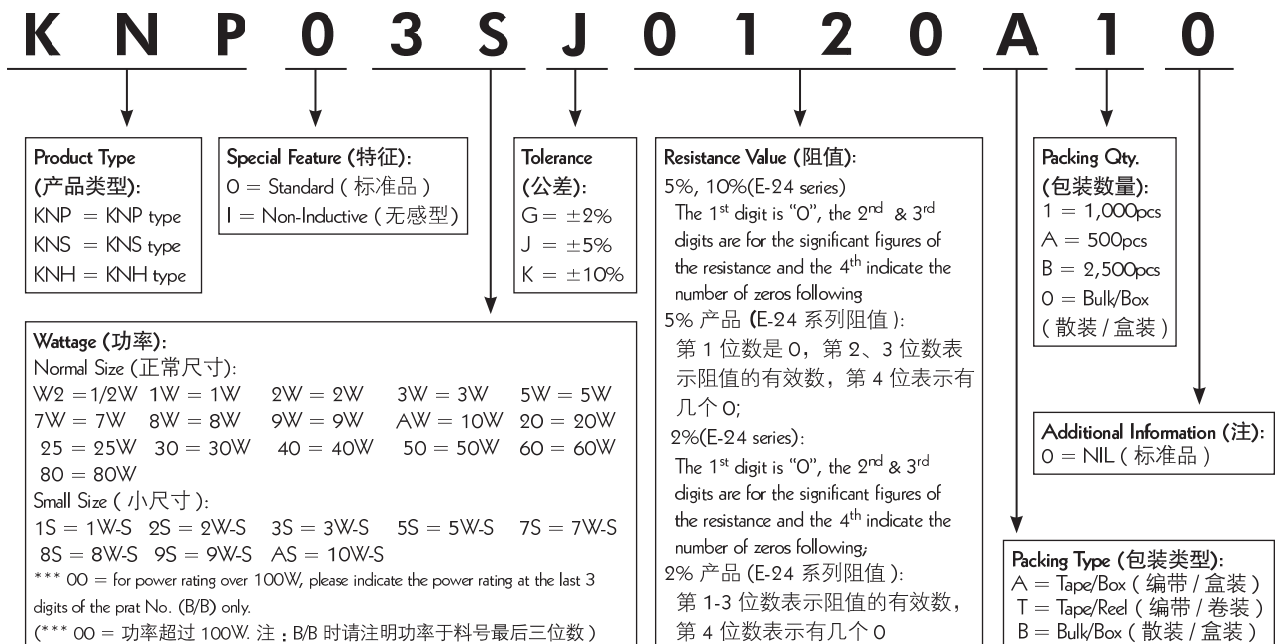 K N P 0 3 S J 0 1 2 0 A 1 0
Product Type
(产品类型):
KNP = KNP type
KNS = KNS type
KNH = KNH type
Special Feature (特征):
0 = Standard ( 标准品 )
I = Non-Inductive ( 无感型 )
Tolerance
(公差):
G = ±2%
J = ±5%
K = ±10%
Resistance Value (阻值):
5%, 10%(E-24 series)
The 1st digit is “0”, the 2nd & 3rd
digits are for the significant figures of
the resistance and the 4th indicate the
number of zeros following
5% 产品 (E-24 系列阻值 ):
第 1 位数是 0，第 2、3 位数表
示阻值的有效数，第 4 位表示有
几个 0;
2%(E-24 series):
The 1st digit is “0”, the 2nd & 3rd
digits are for the significant figures of
the resistance and the 4th indicate the
number of zeros following;
2% 产品 (E-24 系列阻值 ):
第 1-3 位数表示阻值的有效数，
第 4 位数表示有几个 0
Packing Qty.
(包装数量):
1 = 1,000pcs
A = 500pcs
B = 2,500pcs
0 = Bulk/Box
( 散装 / 盒装 )
Wattage (功率):
Normal Size (正常尺寸):
W2 = 1/2W 1W = 1W 2W = 2W 3W = 3W 5W = 5W
7W = 7W 8W = 8W 9W = 9W AW = 10W 20 = 20W
25 = 25W 30 = 30W 40 = 40W 50 = 50W 60 = 60W
80 = 80W
Small Size ( 小尺寸 ):
1S = 1W-S 2S = 2W-S 3S = 3W-S 5S = 5W-S 7S = 7W-S
8S = 8W-S 9S = 9W-S AS = 10W-S
*** 00 = for power rating over 100W, please indicate the power rating at the last 3
digits of the prat No. (B/B) only.
(*** 00 = 功率超过 100W. 注 : B/B 时请注明功率于料号最后三位数 )
Additional Information (注):
0 = NIL ( 标准品 )
Packing Type (包装类型):
A = Tape/Box ( 编带 / 盒装 )
T = Tape/Reel ( 编带 / 卷装 )
B = Bulk/Box ( 散装 / 盒装 )